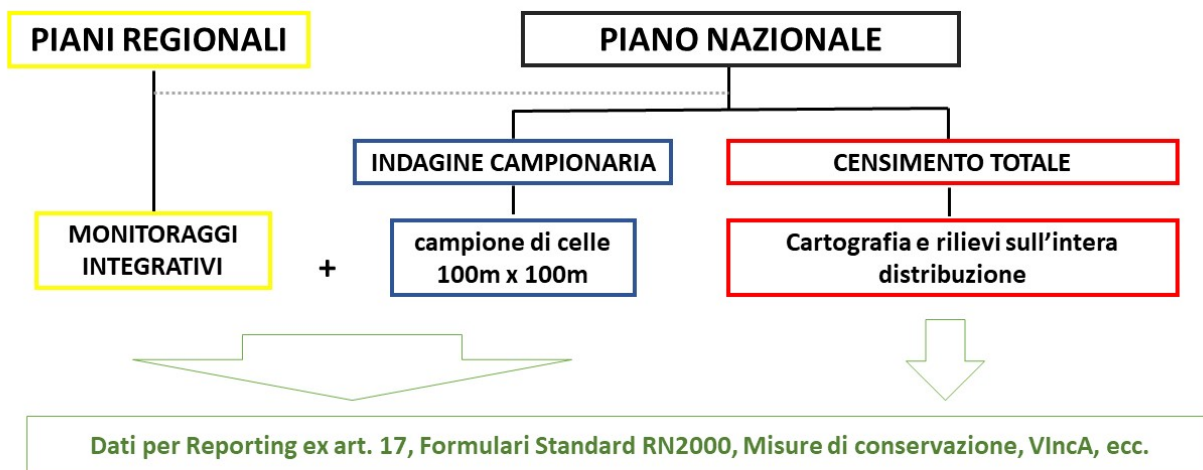 PIANI REGIONALI
PIANO NAZIONALE
INDAGINE CAMPIONARIA
CENSIMENTO TOTALE
MONITORAGGI
INTEGRATIVI
+
campione di celle
100m x 100m
Cartografia e rilievi sull’intera
distribuzione
Dati per Reporting ex art. 17, Formulari Standard RN2000, Misure di conservazione, VIncA, ecc.